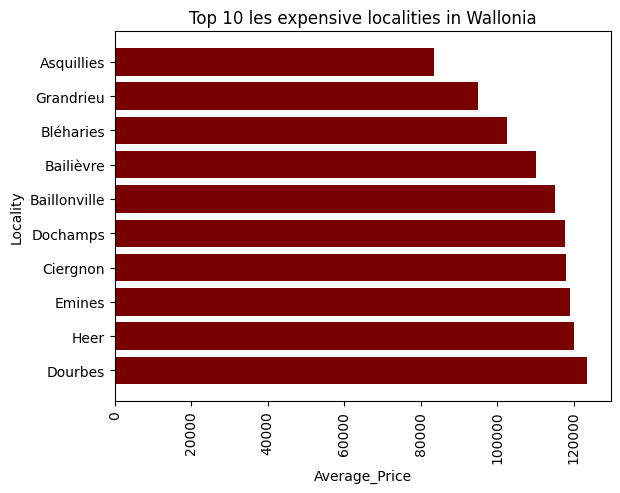 Top 10 les expensive localities in Wallonia
Locality
Asquillies
Grandrieu
Bléharies
Bailièvre
Baillonville
Dochamps
Ciergnon
Emines
Heer
Dourbes
0
20000
40000
60000
80000
100000
120000
Average_Price